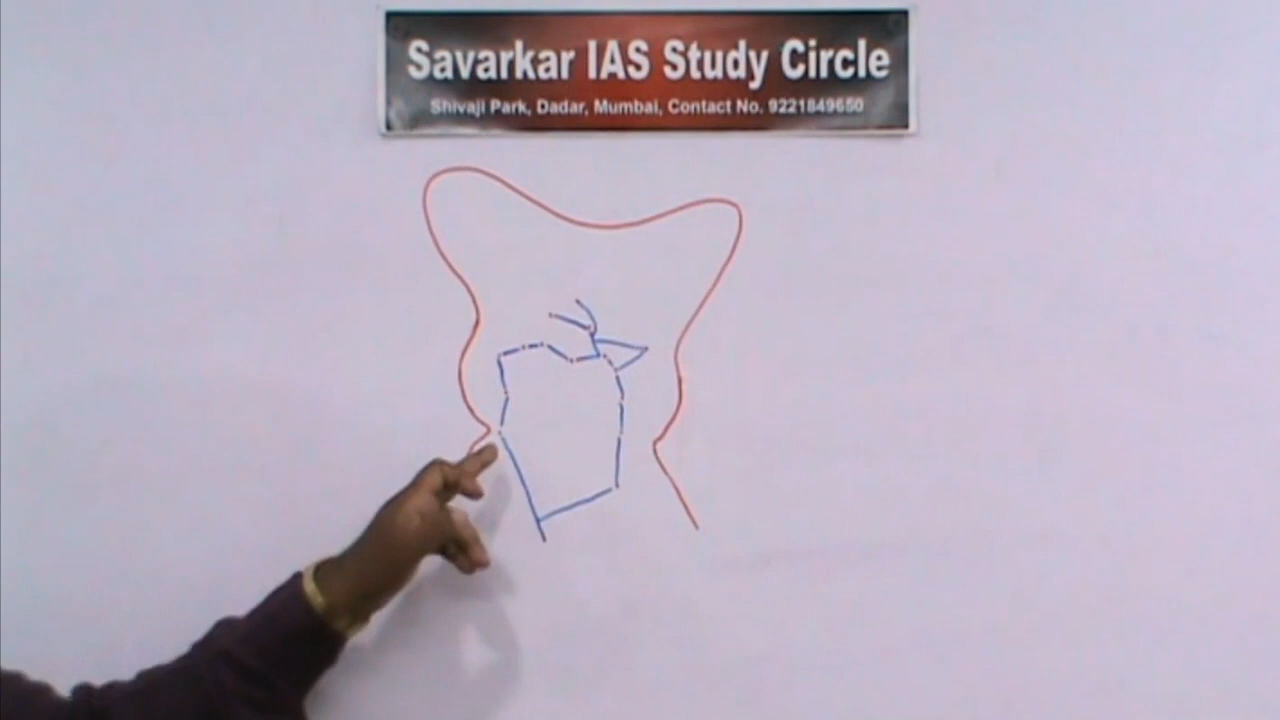 Savarkar IAS Study Circle
Shivaji Park, Dadar, Mumbai, Contact No. 9221849650